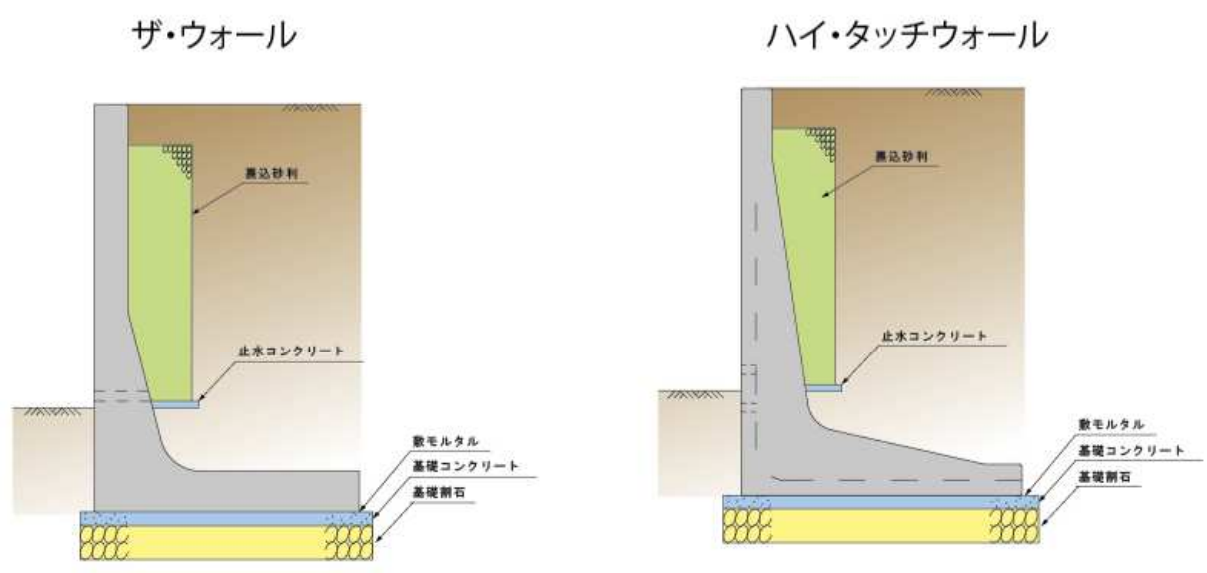 ザ・ウォール
ハイ・タッチウォール
裏込砂利
止水コンクリート
敷モルタル
基礎コンクリート
基礎割石
裏込砂利
止水コンクリート
敷モルタル
基礎コンクリート
基礎割石